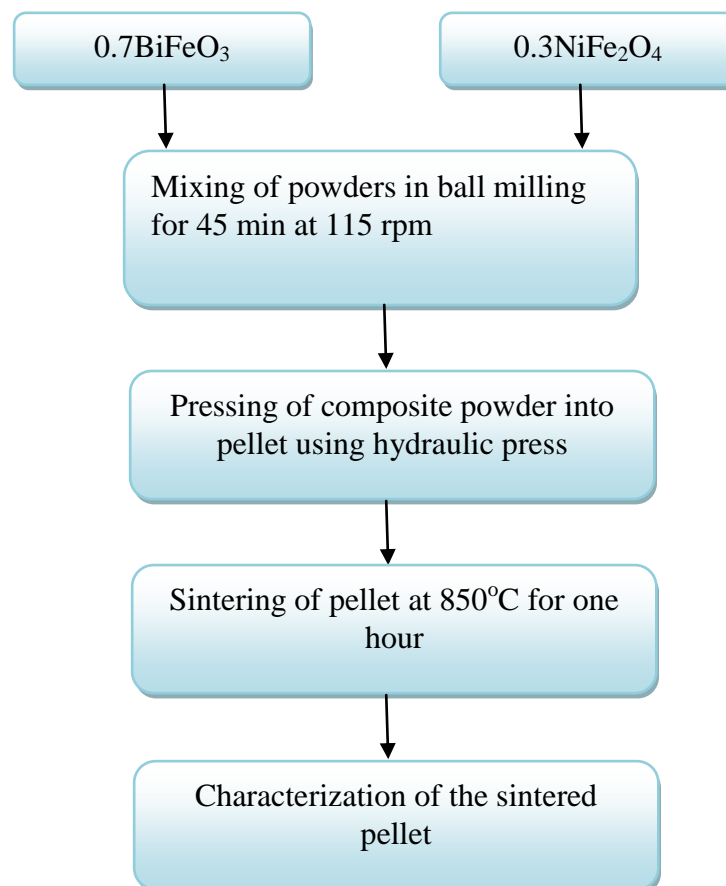 0.7BiFeO₃
0.3NiFe₂O₄
Mixing of powders in ball milling
for 45 min at 115 rpm
Pressing of composite powder into
pellet using hydraulic press
Sintering of pellet at 850°C for one
hour
Characterization of the sintered
pellet